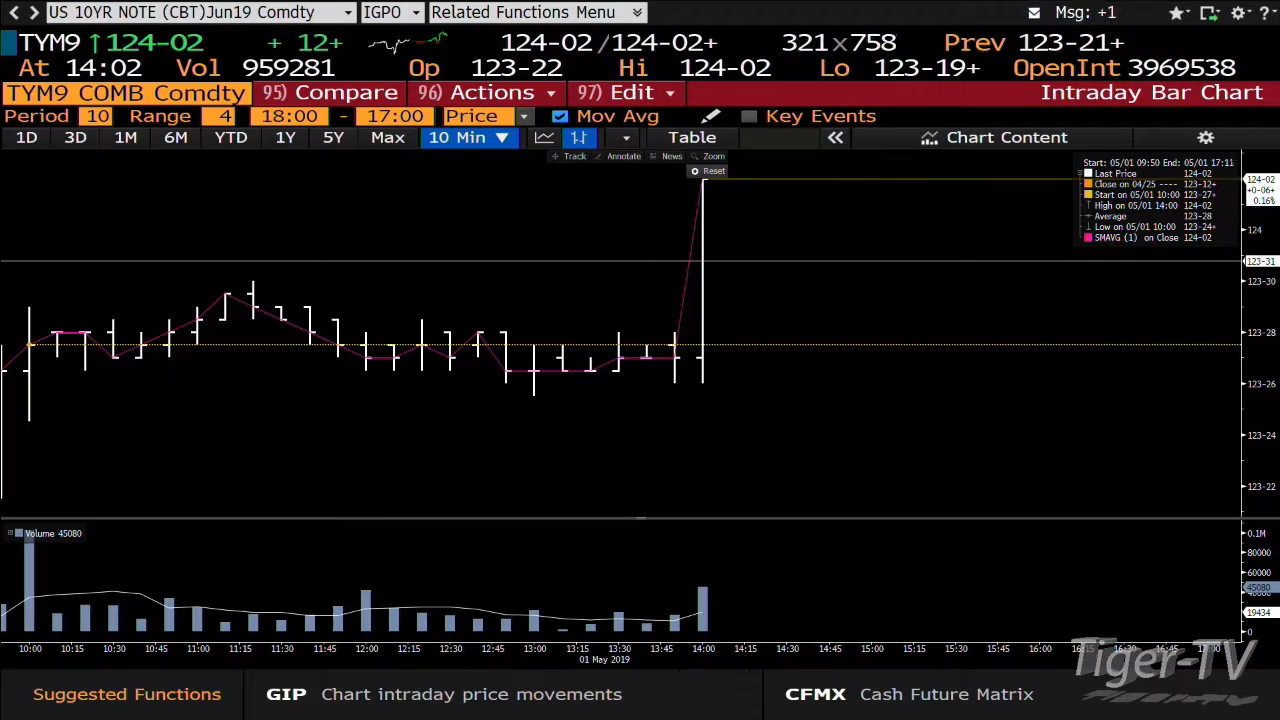 US 10YR NOTE (CBT)Jun19 Comdty IGPO Related Functions Menu Msg: +1
TYM9 ↑124-02 + 12+ 124-02 /124-02+ 321x758 Prev 123-21+
At 14:02 Vol 959281 Op 123-22 Hi 124-02 Lo 123-19+ OpenInt 3969538
TYM9 COMB Comdty 95) Compare 96) Actions 97) Edit Intraday Bar Chart
Period 10 Range 4 18:00 - 17:00 Price Mov Avg Key Events
1D 3D 1M 6M YTD 1Y 5Y Max 10 Min ▼ Table « Chart Content
Track Annotate News Zoom
Reset
Start: 05/01 09:50 End: 05/01 17:11
Last Price 124-02
Close on 04/25 ---- 123-12+
Start on 05/01 10:00 123-27+
High on 05/01 14:00 124-02
Average 123-28
Low on 05/01 10:00 123-24+
SMAVG (1) on Close 124-02
124-02
+0-06+
0.16%
124
123-31
123-30
123-28
123-26
123-24
123-22
Volume 45080
0.1M
80000
60000
45080
40000
19434
0
10:00 10:15 10:30 10:45 11:00 11:15 11:30 11:45 12:00 12:15 12:30 12:45 13:00 13:15 13:30 13:45 14:00 14:15 14:30 14:45 15:00 15:15 15:30 15:45 16:00 16:15 16:30 16:45 17:00
01 May 2019
Tiger-TV
Suggested Functions GIP Chart intraday price movements CFMX Cash Future Matrix